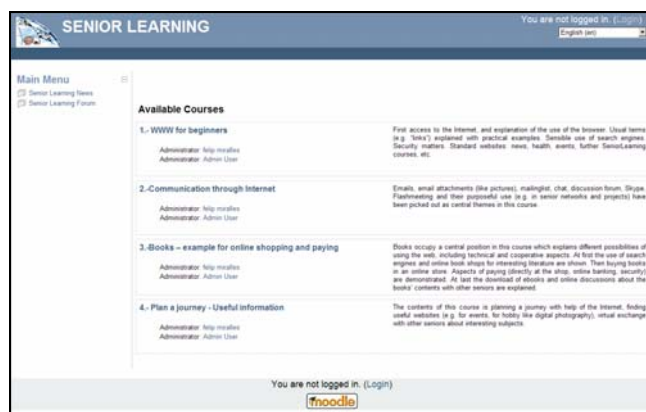 SENIOR LEARNING
You are not logged in. (Login)
English (en)
Main Menu
Senior Learning News
Senior Learning Forum
Available Courses
1.- WWW for beginners
Administrator: felip miralles
Administrator: Admin User
First access to the Internet, and explanation of the use of the browser. Usual terms
(e.g. "links") explained with practical examples. Sensible use of search engines.
Security matters. Standard websites: news, health, events, further SeniorLearning
courses, etc.
2.-Communication through Internet
Administrator: felip miralles
Administrator: Admin User
Emails, email attachments (like pictures), mailinglist, chat, discussion forum, Skype,
Flashmeeting and their purposeful use (e.g. in senior networks and projects) have
been picked out as central themes in this course
3.-Books – example for online shopping and paying
Administrator: felip miralles
Administrator: Admin User
Books occupy a central position in this course which explains different possibilities of
using the web, including technical and cooperative aspects. At first the use of search
engines and online book shops for interesting literature are shown. Then buying books
in an online store. Aspects of paying (directly at the shop, online banking, security)
are demonstrated. At last the download of ebooks and online discussions about the
books' contents with other seniors are explained.
4.- Plan a journey - Useful information
Administrator: felip miralles
Administrator: Admin User
The contents of this course is planning a journey with help of the Internet, finding
useful websites (e.g. for events, for hobby like digital photography), virtual exchange
with other seniors about interesting subjects.
You are not logged in. (Login)
moodle